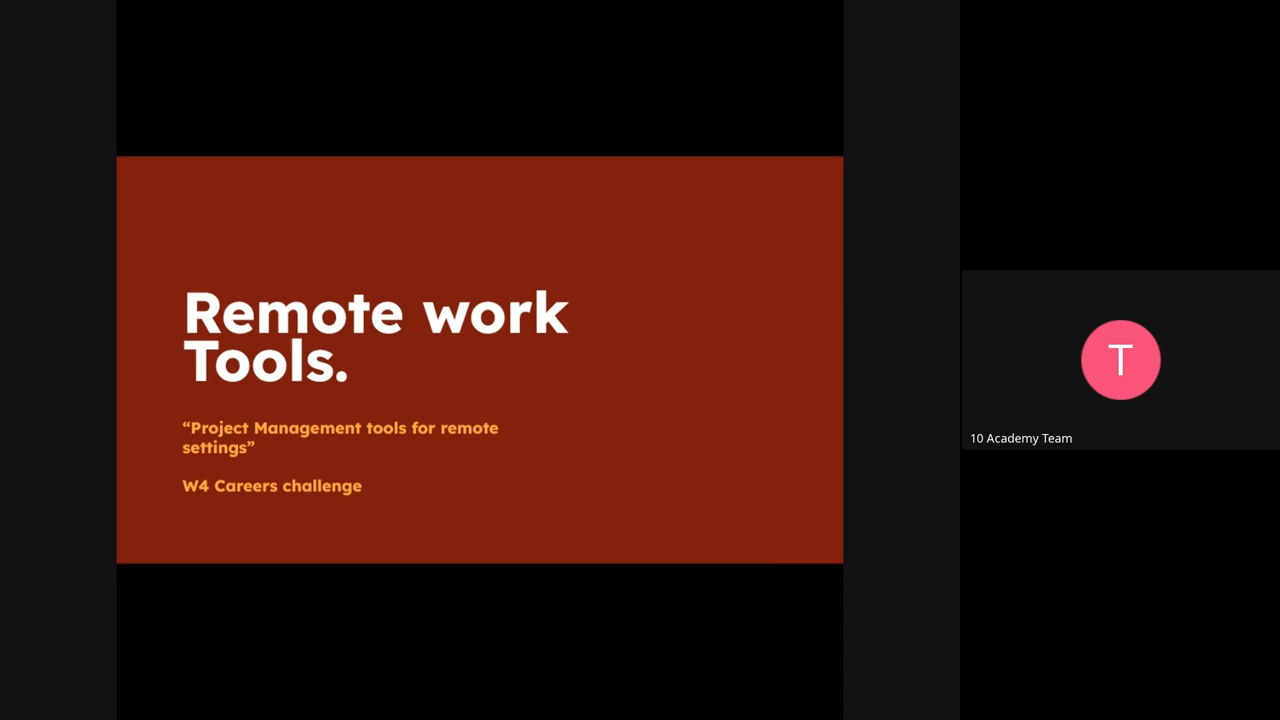 Remote work
Tools.
“Project Management tools for remote
settings”
W4 Careers challenge
T
10 Academy Team